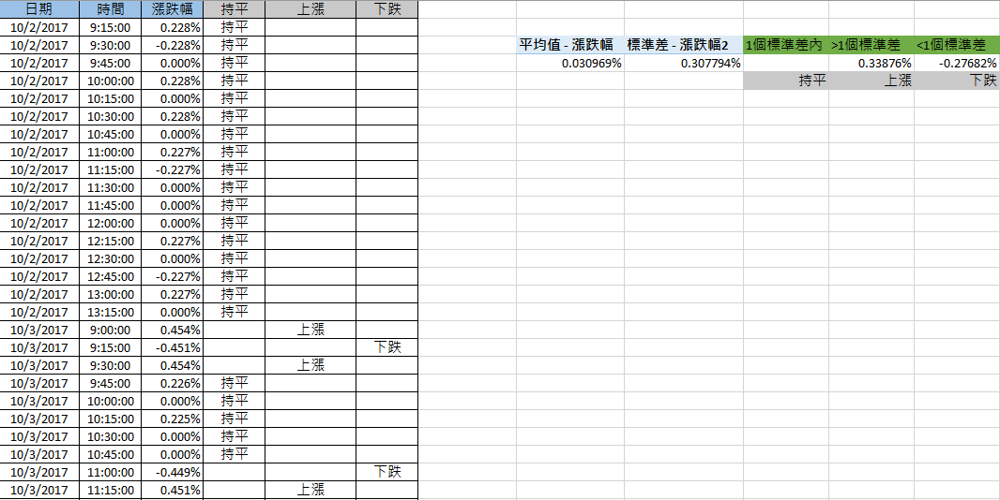 日期 時間 漲跌幅 持平 上漲 下跌
10/2/2017 9:15:00 0.228% 持平
10/2/2017 9:30:00 -0.228% 持平 平均值 - 漲跌幅 標準差 - 漲跌幅2 1個標準差內 >1個標準差 <1個標準差
10/2/2017 9:45:00 0.000% 持平 0.030969% 0.307794% 0.33876% -0.27682%
10/2/2017 10:00:00 0.228% 持平 持平 上漲 下跌
10/2/2017 10:15:00 0.000% 持平
10/2/2017 10:30:00 0.228% 持平
10/2/2017 10:45:00 0.000% 持平
10/2/2017 11:00:00 0.227% 持平
10/2/2017 11:15:00 -0.227% 持平
10/2/2017 11:30:00 0.000% 持平
10/2/2017 11:45:00 0.000% 持平
10/2/2017 12:00:00 0.000% 持平
10/2/2017 12:15:00 0.227% 持平
10/2/2017 12:30:00 0.000% 持平
10/2/2017 12:45:00 -0.227% 持平
10/2/2017 13:00:00 0.227% 持平
10/2/2017 13:15:00 0.000% 持平
10/3/2017 9:00:00 0.454% 上漲
10/3/2017 9:15:00 -0.451% 下跌
10/3/2017 9:30:00 0.454% 上漲
10/3/2017 9:45:00 0.226% 持平
10/3/2017 10:00:00 0.000% 持平
10/3/2017 10:15:00 0.225% 持平
10/3/2017 10:30:00 0.000% 持平
10/3/2017 10:45:00 0.000% 持平
10/3/2017 11:00:00 -0.449% 下跌
10/3/2017 11:15:00 0.451% 上漲